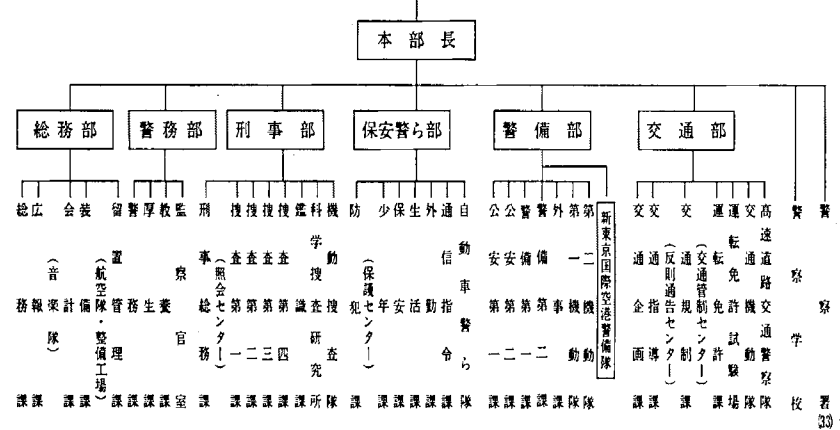 本部長
総務部
警務部
刑事部
保安警ら部
警備部
交通部
総務課
広報課
(音楽隊)
会計課
装備課
(航空隊・整備工場)
留置管理課
警務課
厚生課
教養課
監察官室
刑事総務課
(照会センター)
捜査第一課
捜査第二課
捜査第三課
捜査第四課
鑑識課
科学捜査研究所
機動捜査隊
防犯課
(保護センター)
少年課
保安課
生活課
外勤課
通信指令課
自動車警ら隊
公安第一課
公安第二課
警備第一課
警備第二課
外事課
第一機動隊
第二機動隊
新東京国際空港警備隊
交通企画課
交通指導課
(反則通告センター)
交通規制課
(交通管制センター)
運転免許課
運転免許試験場
交通機動隊
高速道路交通警察隊
警察学校
警察署
(33)